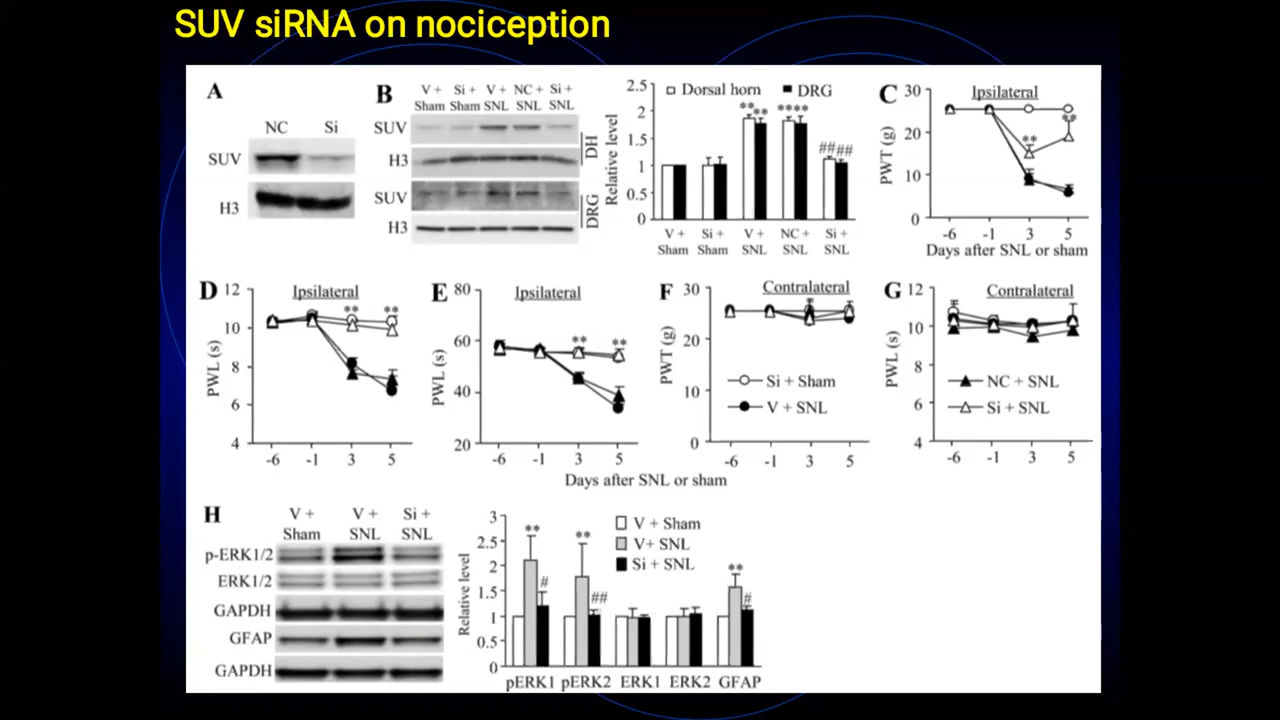 SUV siRNA on nociception
A
NC Si
SUV
H3
B
V + Si + V + NC + Si +
Sham Sham SNL SNL SNL
SUV
H3
DH
SUV
H3
DRG
Relative level
2.5
2
1.5
1
0.5
0
Dorsal horn DRG
** ** **** ## ##
V + Si + V + NC + Si +
Sham Sham SNL SNL SNL
C
Ipsilateral
PWT (g)
30
20
10
0
** **
-6 -1 3 5
Days after SNL or sham
D
Ipsilateral
PWL (s)
12
10
8
6
4
** **
-6 -1 3 5
E
Ipsilateral
PWL (s)
80
60
40
20
** **
-6 -1 3 5
Days after SNL or sham
F
Contralateral
PWT (g)
30
20
10
0
Si + Sham
V + SNL
-6 -1 3 5
G
Contralateral
PWL (s)
12
10
8
6
4
NC + SNL
Si + SNL
-6 -1 3 5
H
V + V + Si +
Sham SNL SNL
p-ERK1/2
ERK1/2
GAPDH
GFAP
GAPDH
Relative level
3
2.5
2
1.5
1
0.5
0
V + Sham
V+ SNL
Si + SNL
** # ** ## ** #
pERK1 pERK2 ERK1 ERK2 GFAP